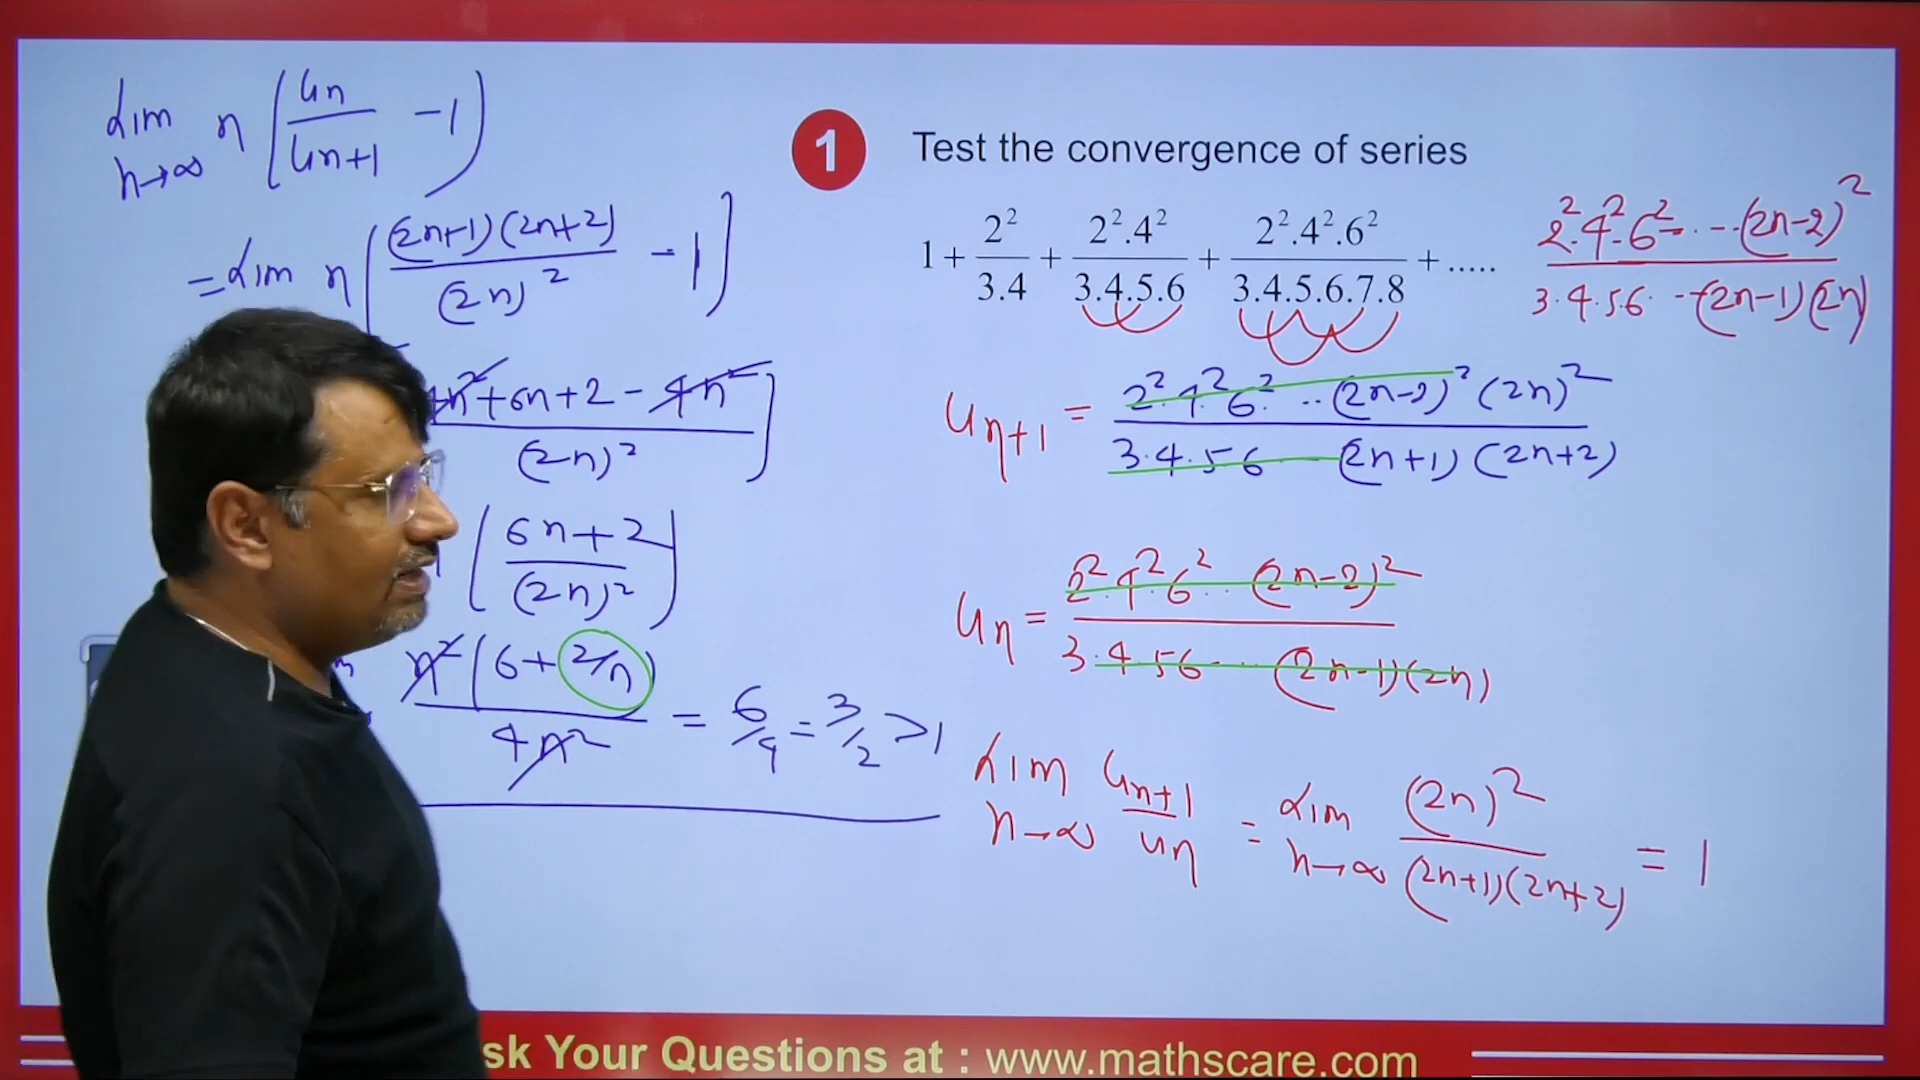 lim n→∞ n (un/un+1 - 1)
= lim n [(2n+1)(2n+2)/(2n)² - 1]
n²+6n+2-4n²/(2n)²]
(6n+2/(2n)²)
n²(6+2/n)/4n² = 6/4 = 3/2 >1
1 Test the convergence of series
1 + 2²/3.4 + 2².4²/3.4.5.6 + 2².4².6²/3.4.5.6.7.8 + .....
2².4².6²-..--(2n-2)²/3.4.5.6. --(2n-1)(2n)
un+1 = 2².4².6²...(2n-2)²(2n)²/3.4.5 6 --- (2n+1)(2n+2)
un = 2².4².6²...(2n-2)²/3.4.5 6 ---- (2n-1)(2n)
lim n→∞ un+1/un = lim n→∞ (2n)²/(2n+1)(2n+2) = 1
sk Your Questions at : www.mathscare.com